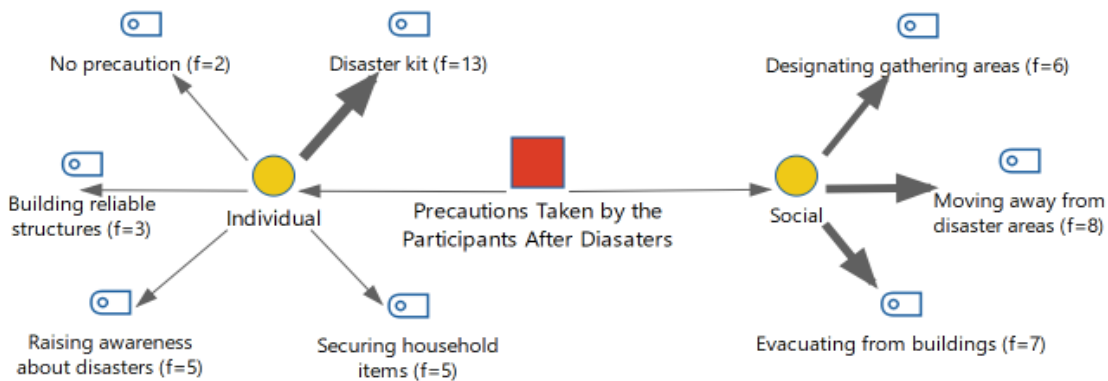 No precaution (f=2)
Disaster kit (f=13)
Designating gathering areas (f=6)
Building reliable
structures (f=3)
Individual
Precautions Taken by the
Participants After Diasaters
Social
Moving away from
disaster areas (f=8)
Raising awareness
about disasters (f=5)
Securing household
items (f=5)
Evacuating from buildings (f=7)